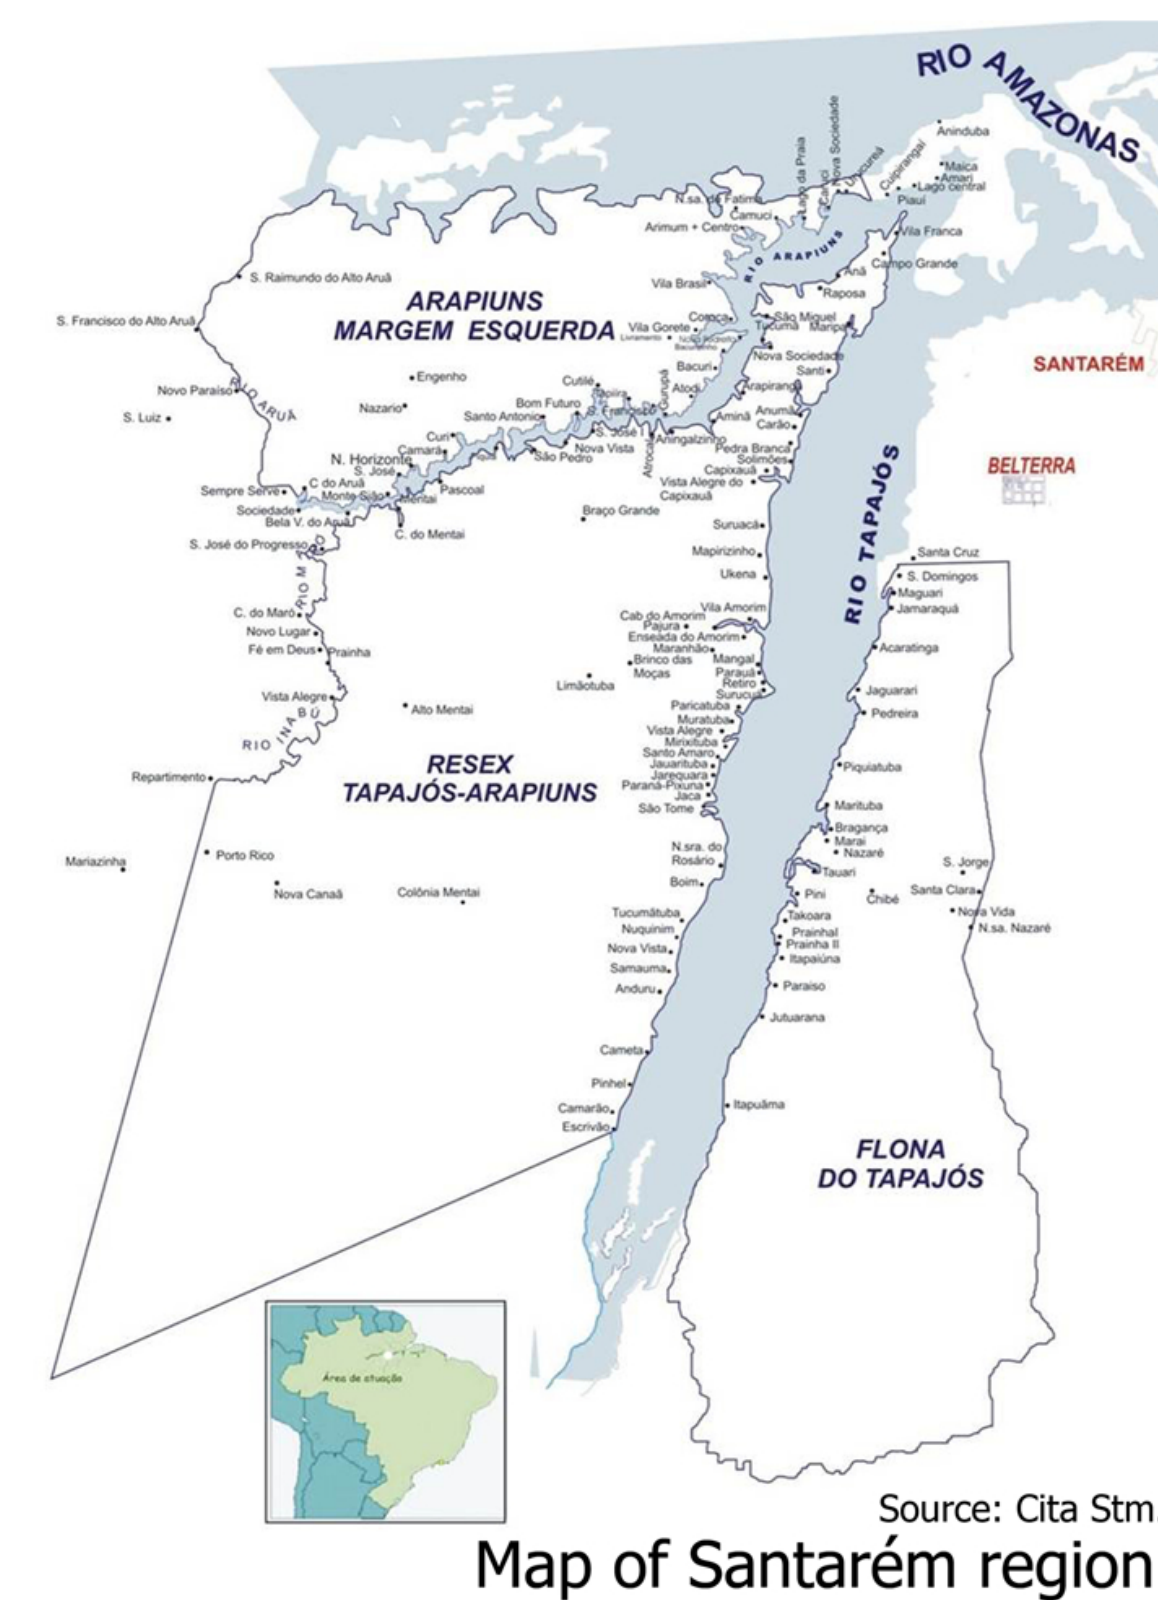 RIO AMAZONAS
Aninduba
Maica
Amari
Lago central
Cuipiranga
Piauí
Urucureá
Nova Sociedade
Caruci
Lago da Praia
N.sa. de Fatima
Camuci
Arimum + Centro
RIO ARAPIUNS
Vila Franca
Campo Grande
Anã
Raposa
S. Raimundo do Alto Aruã
Vila Brasil
ARAPIUNS
MARGEM ESQUERDA
S. Francisco do Alto Aruã
Coroca
São Miguel
Vila Gorete
Tucumã
Maripá
Livramento
Nova Sociedade
SANTARÉM
Bacuri
Santi
Engenho
Cutilé
Novo Paraíso
RIO ARUÃ
Atodi
Arapiranga
Gurupá
Nazario
Bom Futuro
S. Francisco
S. Luiz
Santo Antonio
Aminã
Anumã
Carão
Curi
S. José I
Aningalzinho
Camará
Nova Vista
Atrocal
Pedra Branca
N. Horizonte
São Pedro
Solimões
S. José
Capixauã
BELTERRA
C do Aruã
Vista Alegre do
Capixauã
Sempre Serve
Monte Sião
Mentai
Pascoal
Sociedade
Bela V. do Aruã
Braço Grande
Suruacá
C. do Mentai
S. José do Progresso
Mapirizinho
Santa Cruz
Ukena
S. Domingos
Maguari
RIO TAPAJÓS
Jamaraquá
C. do Maró
Vila Amorim
Cab do Amorim
Pajura
Novo Lugar
Enseada do Amorim
Fé em Deus
Prainha
Maranhão
Acaratinga
Brinco das
Moças
Mangal
Parauá
Limãotuba
Retiro
Surucuá
Jaguarari
Vista Alegre
Alto Mentai
Paricatuba
Pedreira
Muratuba
Vista Alegre
RIO INABÚ
Mirixituba
Santo Amaro
RESEX
TAPAJÓS-ARAPIUNS
Jauarituba
Piquiatuba
Repartimento
Jarequara
Paraná-Pixuna
Jaca
São Tome
Marituba
Bragança
Marai
Nazaré
N.sra. do
Rosário
Mariazinha
Porto Rico
S. Jorge
Tauari
Boim
Nova Canaã
Colônia Mentai
Pini
Chibé
Santa Clara
Tucumãtuba
Takoara
Nova Vida
Nuquinim
Prainhal
N.sa. Nazaré
Nova Vista
Prainha II
Itapaiúna
Samauma
Anduru
Paraiso
Jutuarana
Cameta
Pinhel
Camarão
Itapuãma
Escrivão
FLONA
DO TAPAJÓS
Área de atuação
Source: Cita Stm.
Map of Santarém region